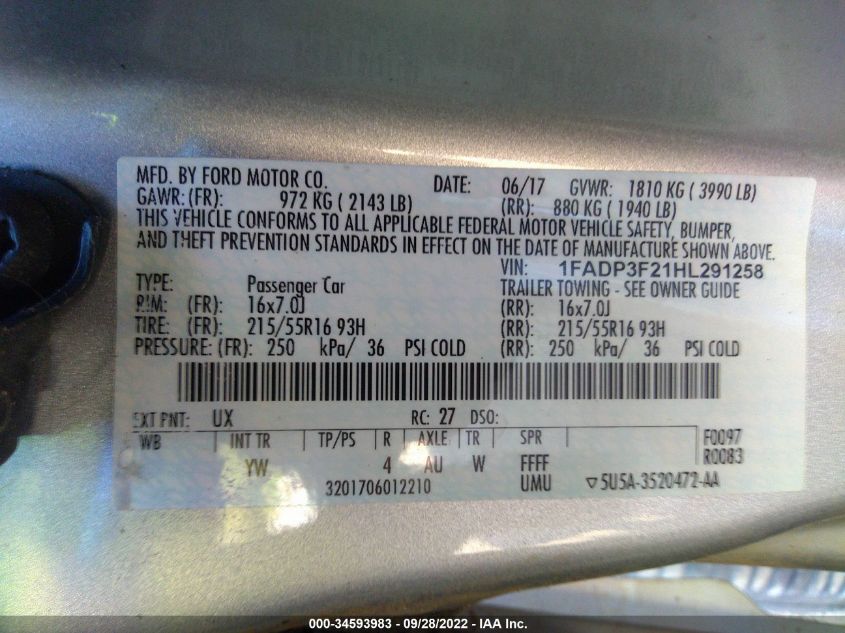 MFD. BY FORD MOTOR CO. DATE: 06/17 GVWR: 1810 KG ( 3990 LB)
GAWR: (FR): 972 KG ( 2143 LB) (RR): 880 KG ( 1940 LB)
THIS VEHICLE CONFORMS TO ALL APPLICABLE FEDERAL MOTOR VEHICLE SAFETY, BUMPER,
AND THEFT PREVENTION STANDARDS IN EFFECT ON THE DATE OF MANUFACTURE SHOWN ABOVE.
VIN: 1FADP3F21HL291258
TYPE: Passenger Car TRAILER TOWING - SEE OWNER GUIDE
RIM: (FR): 16x7.0J (RR): 16x7.0J
TIRE: (FR): 215/55R16 93H (RR): 215/55R16 93H
PRESSURE: (FR): 250 kPa/ 36 PSI COLD (RR): 250 kPa/ 36 PSI COLD
EXT PNT: UX RC: 27 DSO:
WB INT TR TP/PS R AXLE TR SPR F0097
YW 4 AU W FFFF R0083
3201706012210 UMU ▽5U5A-3520472-AA
000-34593983 / 09/28/2022 - IAA Inc.